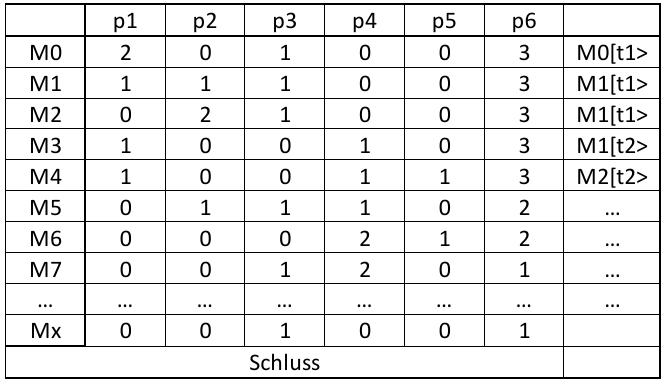 p1 p2 p3 p4 p5 p6
M0 2 0 1 0 0 3 M0[t1>
M1 1 1 1 0 0 3 M1[t1>
M2 0 2 1 0 0 3 M1[t1>
M3 1 0 0 1 0 3 M1[t2>
M4 1 0 0 1 1 3 M2[t2>
M5 0 1 1 1 0 2 ...
M6 0 0 0 2 1 2 ...
M7 0 0 1 2 0 1 ...
... ... ... ... ... ... ... ...
Mx 0 0 1 0 0 1
Schluss